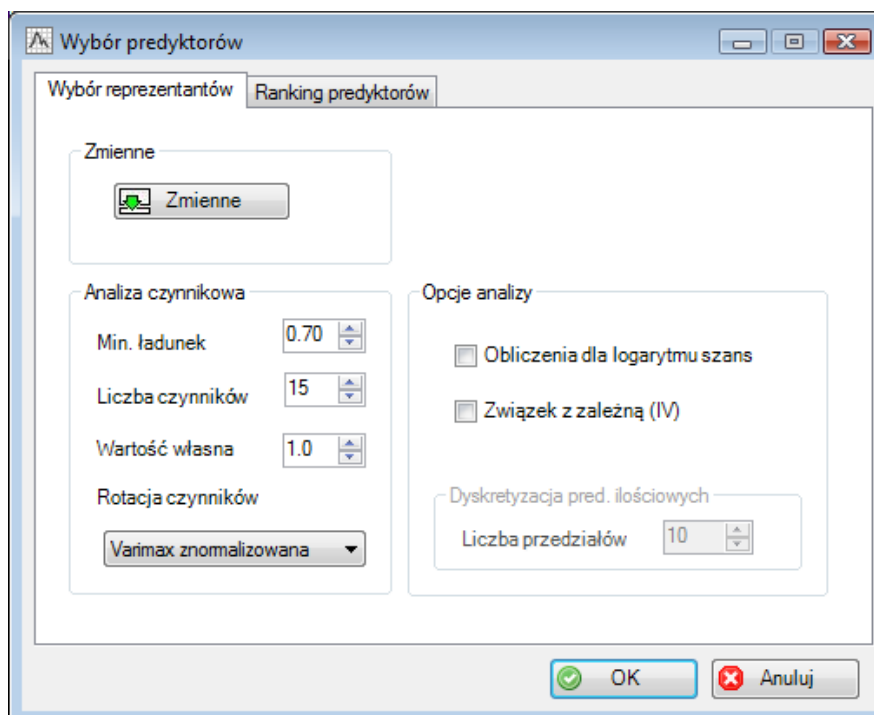 Wybór predyktorów
Wybór reprezentantów
Ranking predyktorów
Zmienne
Zmienne
Analiza czynnikowa
Min. ładunek 0.70
Liczba czynników 15
Wartość własna 1.0
Rotacja czynników
Varimax znormalizowana
Opcje analizy
Obliczenia dla logarytmu szans
Związek z zależną (IV)
Dyskretyzacja pred. ilościowych
Liczba przedziałów 10
OK
Anuluj